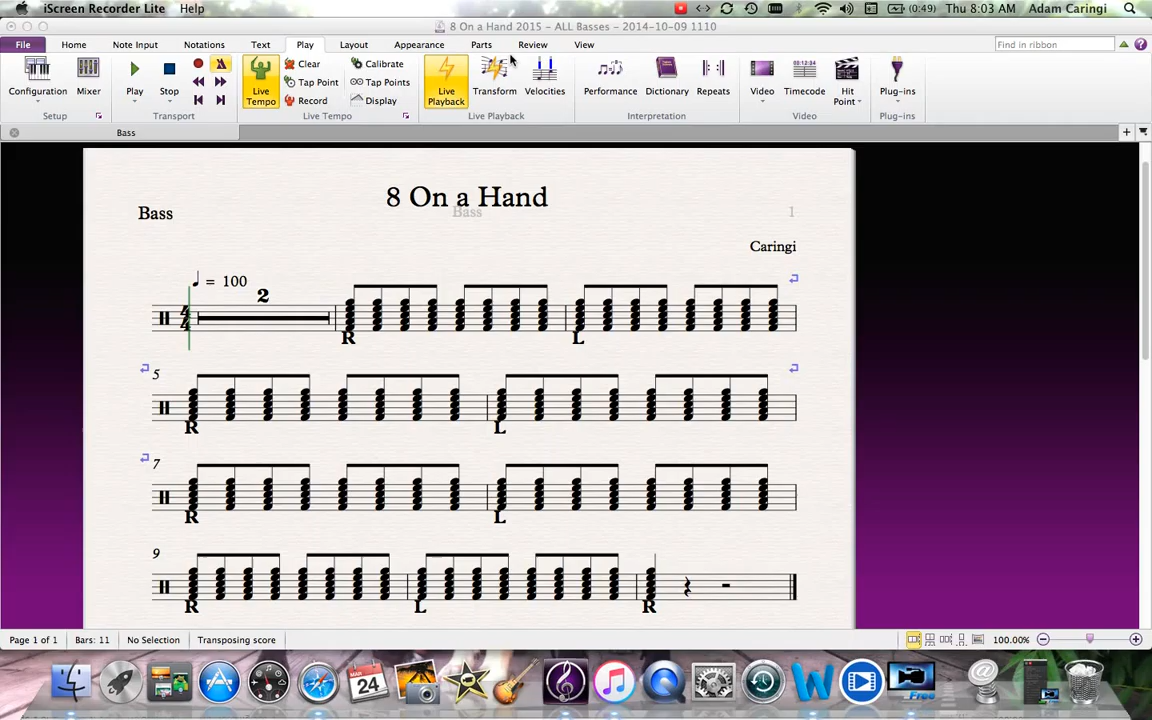 iScreen Recorder Lite Help (0:49) Thu 8:03 AM Adam Caringi
8 On a Hand 2015 – ALL Basses – 2014-10-09 1110
File Home Note Input Notations Text Play Layout Appearance Parts Review View Find in ribbon
Configuration Mixer Play Stop
Live Tempo Clear Tap Point Record Calibrate Tap Points Display
Live Playback Transform Velocities
Performance Dictionary Repeats
Video Timecode Hit Point Plug-ins
Setup Transport Live Tempo Live Playback Interpretation Video Plug-ins
Bass
8 On a Hand
Bass Bass 1
Caringi
= 100
2
4
4
R L
5
R L
7
R L
9
R L R
Page 1 of 1 Bars: 11 No Selection Transposing score 100.00%
MAR
24
Free